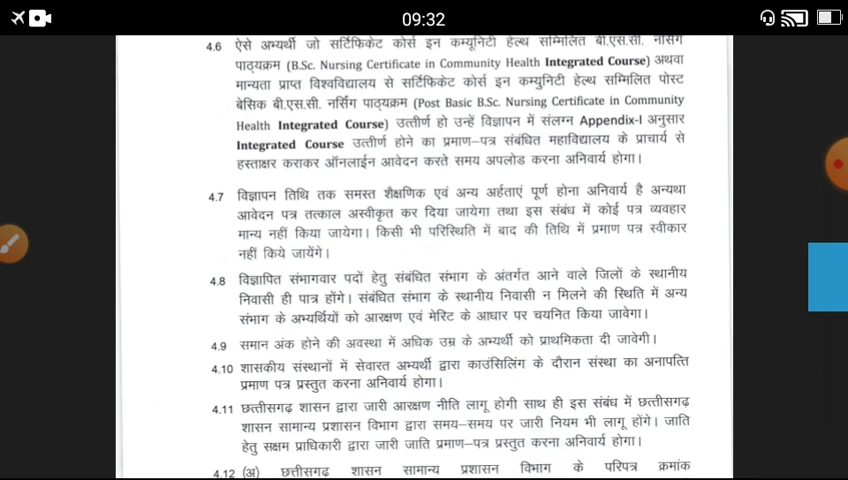 09:32
4.6 ऐसे अभ्यर्थी जो सर्टिफिकेट कोर्स इन कम्यूनिटी हेल्थ सम्मिलित बी.एस.सी. नर्सिंग
पाठ्यक्रम (B.Sc. Nursing Certificate in Community Health Integrated Course) अथवा
मान्यता प्राप्त विश्वविद्यालय से सर्टिफिकेट कोर्स इन कम्युनिटी हेल्थ सम्मिलित पोस्ट
बेसिक बी.एस.सी. नर्सिंग पाठ्यक्रम (Post Basic B.Sc. Nursing Certificate in Community
Health Integrated Course) उत्तीर्ण हो उन्हें विज्ञापन में संलग्न Appendix-I अनुसार
Integrated Course उत्तीर्ण होने का प्रमाण-पत्र संबंधित महाविद्यालय के प्राचार्य से
हस्ताक्षर कराकर ऑनलाईन आवेदन करते समय अपलोड करना अनिवार्य होगा।
4.7 विज्ञापन तिथि तक समस्त शैक्षणिक एवं अन्य अर्हताएं पूर्ण होना अनिवार्य है अन्यथा
आवेदन पत्र तत्काल अस्वीकृत कर दिया जायेगा तथा इस संबंध में कोई पत्र व्यवहार
मान्य नहीं किया जायेगा। किसी भी परिस्थिति में बाद की तिथि में प्रमाण पत्र स्वीकार
नहीं किये जायेंगे।
4.8 विज्ञापित संभागवार पदों हेतु संबंधित संभाग के अंतर्गत आने वाले जिलों के स्थानीय
निवासी ही पात्र होंगे। संबंधित संभाग के स्थानीय निवासी न मिलने की स्थिति में अन्य
संभाग के अभ्यर्थियों को आरक्षण एवं मेरिट के आधार पर चयनित किया जावेगा।
4.9 समान अंक होने की अवस्था में अधिक उम्र के अभ्यर्थी को प्राथमिकता दी जावेगी।
4.10 शासकीय संस्थानों में सेवारत अभ्यर्थी द्वारा काउंसिलिंग के दौरान संस्था का अनापत्ति
प्रमाण पत्र प्रस्तुत करना अनिवार्य होगा।
4.11 छत्तीसगढ़ शासन द्वारा जारी आरक्षण नीति लागू होगी साथ ही इस संबंध में छत्तीसगढ़
शासन सामान्य प्रशासन विभाग द्वारा समय-समय पर जारी नियम भी लागू होंगे। जाति
हेतु सक्षम प्राधिकारी द्वारा जारी जाति प्रमाण-पत्र प्रस्तुत करना अनिवार्य होगा।
4.12 (अ) छत्तीसगढ़ शासन सामान्य प्रशासन विभाग के परिपत्र क्रमांक